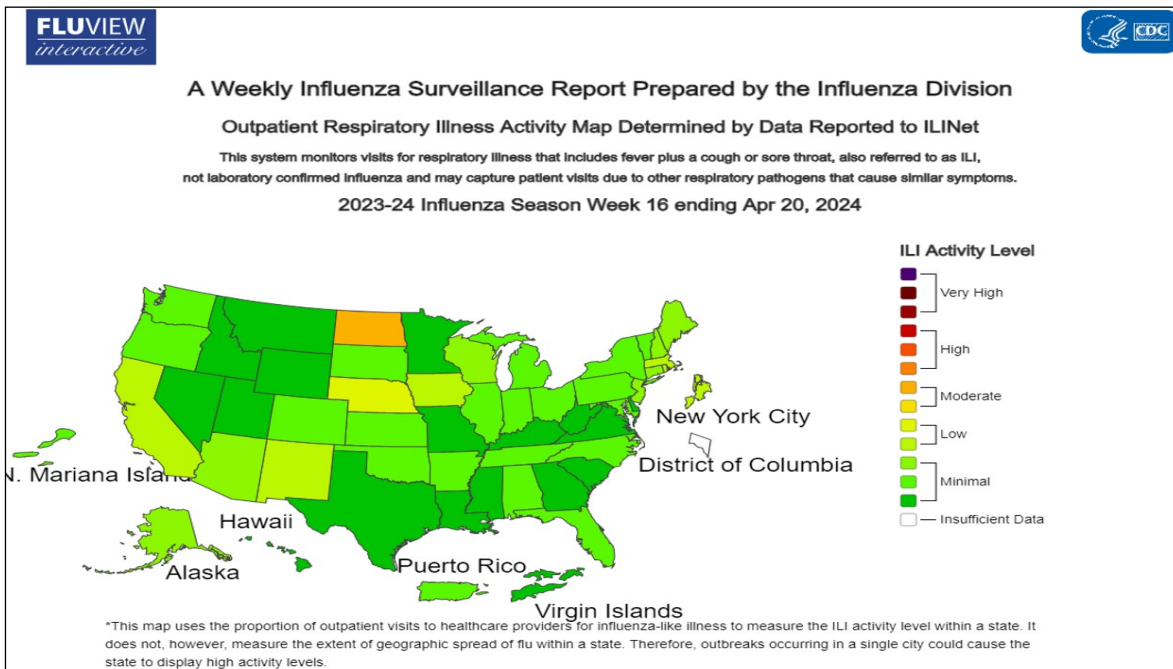 FLUVIEW
interactive
CDC
A Weekly Influenza Surveillance Report Prepared by the Influenza Division
Outpatient Respiratory Illness Activity Map Determined by Data Reported to ILINet
This system monitors visits for respiratory illness that includes fever plus a cough or sore throat, also referred to as ILI,
not laboratory confirmed influenza and may capture patient visits due to other respiratory pathogens that cause similar symptoms.
2023-24 Influenza Season Week 16 ending Apr 20, 2024
ILI Activity Level
Very High
High
Moderate
Low
Minimal
Insufficient Data
New York City
District of Columbia
N. Mariana Island
Hawaii
Alaska
Puerto Rico
Virgin Islands
*This map uses the proportion of outpatient visits to healthcare providers for influenza-like illness to measure the ILI activity level within a state. It
does not, however, measure the extent of geographic spread of flu within a state. Therefore, outbreaks occurring in a single city could cause the
state to display high activity levels.